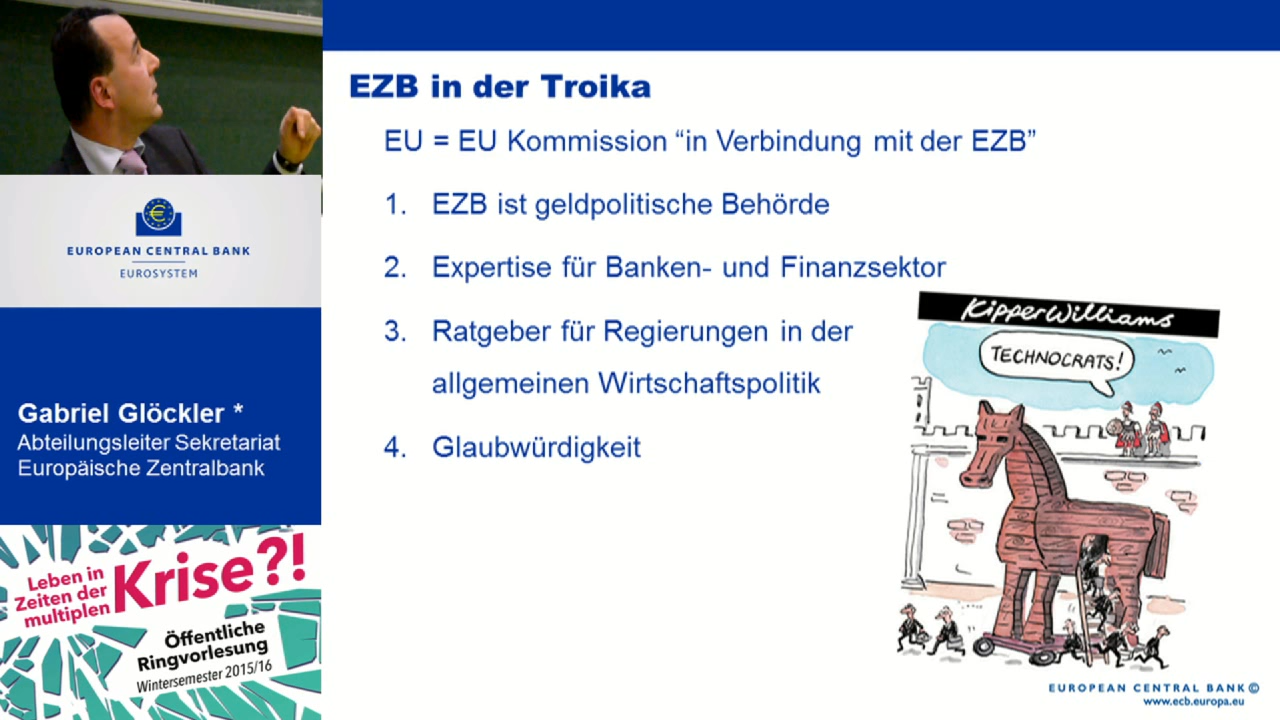 EZB in der Troika
EU = EU Kommission “in Verbindung mit der EZB”
1. EZB ist geldpolitische Behörde
2. Expertise für Banken- und Finanzsektor
3. Ratgeber für Regierungen in der
allgemeinen Wirtschaftspolitik
4. Glaubwürdigkeit
KipperWilliams
TECHNOCRATS!
EUROPEAN CENTRAL BANK ©
www.ecb.europa.eu
EUROPEAN CENTRAL BANK
EUROSYSTEM
Gabriel Glöckler *
Abteilungsleiter Sekretariat
Europäische Zentralbank
Leben in
Zeiten der
multiplen
Krise?!
Öffentliche
Ringvorlesung
Wintersemester 2015/16